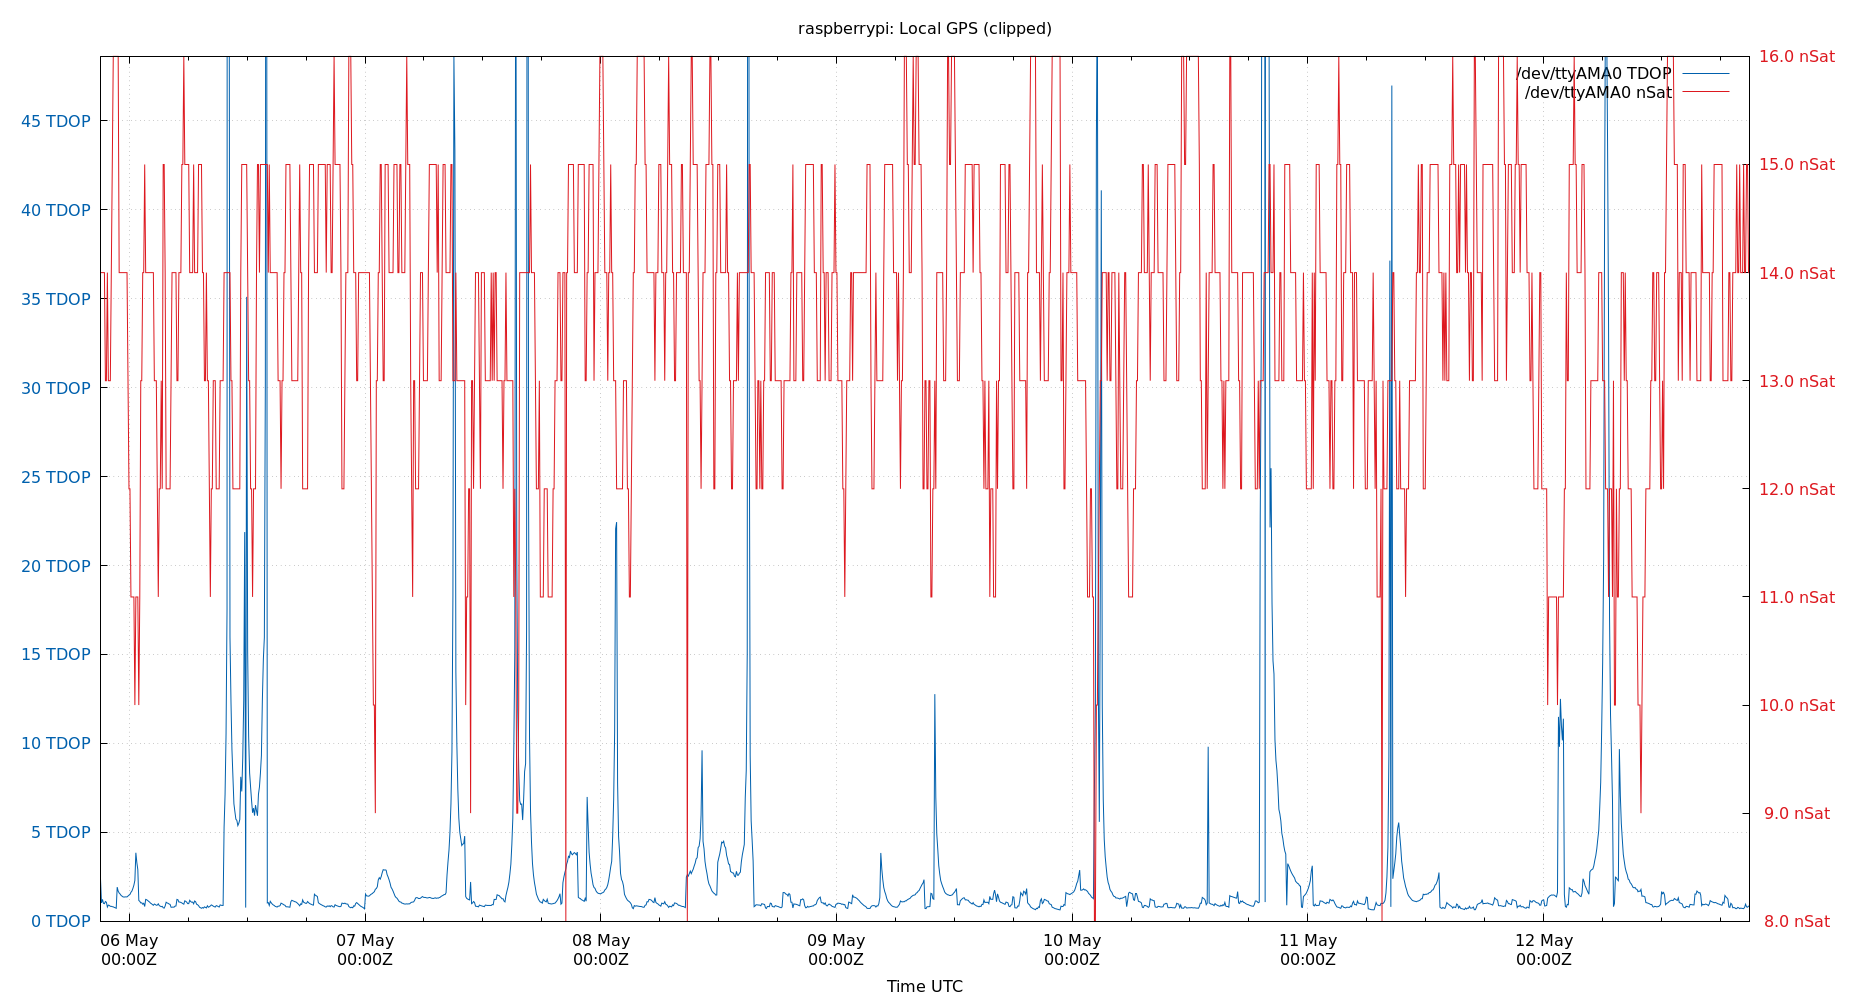 raspberrypi: Local GPS (clipped)
/dev/ttyAMA0 TDOP
/dev/ttyAMA0 nSat
45 TDOP
40 TDOP
35 TDOP
30 TDOP
25 TDOP
20 TDOP
15 TDOP
10 TDOP
5 TDOP
0 TDOP
16.0 nSat
15.0 nSat
14.0 nSat
13.0 nSat
12.0 nSat
11.0 nSat
10.0 nSat
9.0 nSat
8.0 nSat
06 May
00:00Z
07 May
00:00Z
08 May
00:00Z
09 May
00:00Z
10 May
00:00Z
11 May
00:00Z
12 May
00:00Z
Time UTC